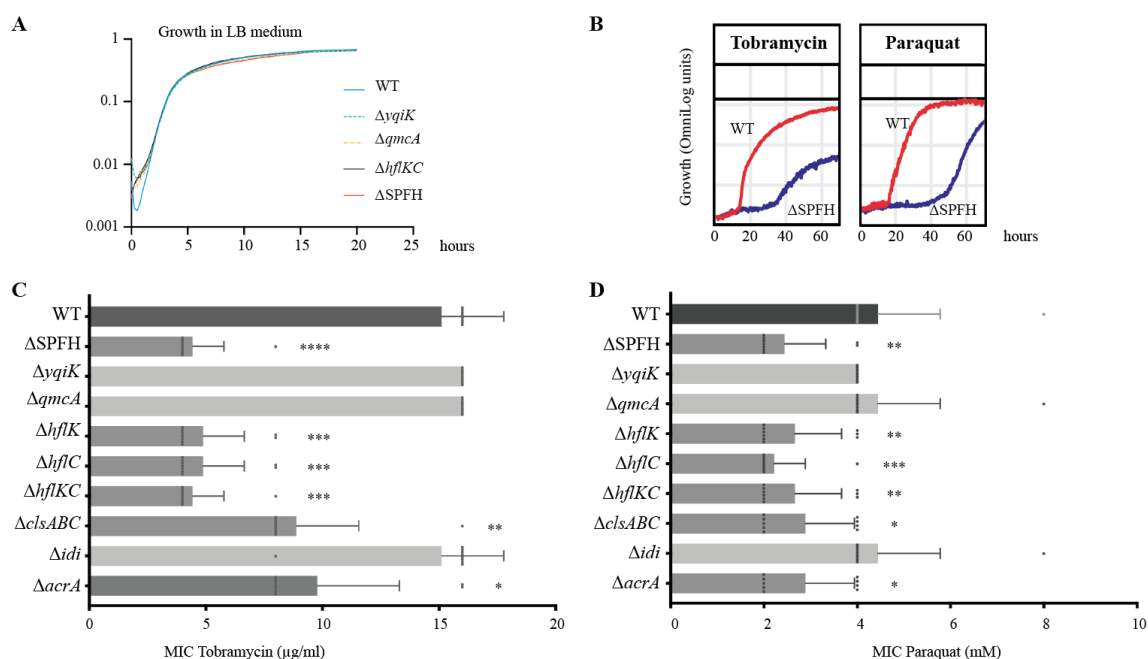 A
Growth in LB medium
1
0.1
0.01
0.001
0 5 10 15 20 25 hours
WT
ΔyqiK
ΔqmcA
ΔhflKC
ΔSPFH
B
Tobramycin Paraquat
Growth (OmniLog units)
WT WT
ΔSPFH ΔSPFH
0 20 40 60 0 20 40 60 hours
C
WT
ΔSPFH ****
ΔyqiK
ΔqmcA
ΔhflK ***
ΔhflC ***
ΔhflKC ***
ΔclsABC **
Δidi
ΔacrA *
0 5 10 15 20
MIC Tobramycin (µg/ml)
D
WT
ΔSPFH **
ΔyqiK
ΔqmcA
ΔhflK **
ΔhflC ***
ΔhflKC **
ΔclsABC *
Δidi
ΔacrA *
0 2 4 6 8 10
MIC Paraquat (mM)